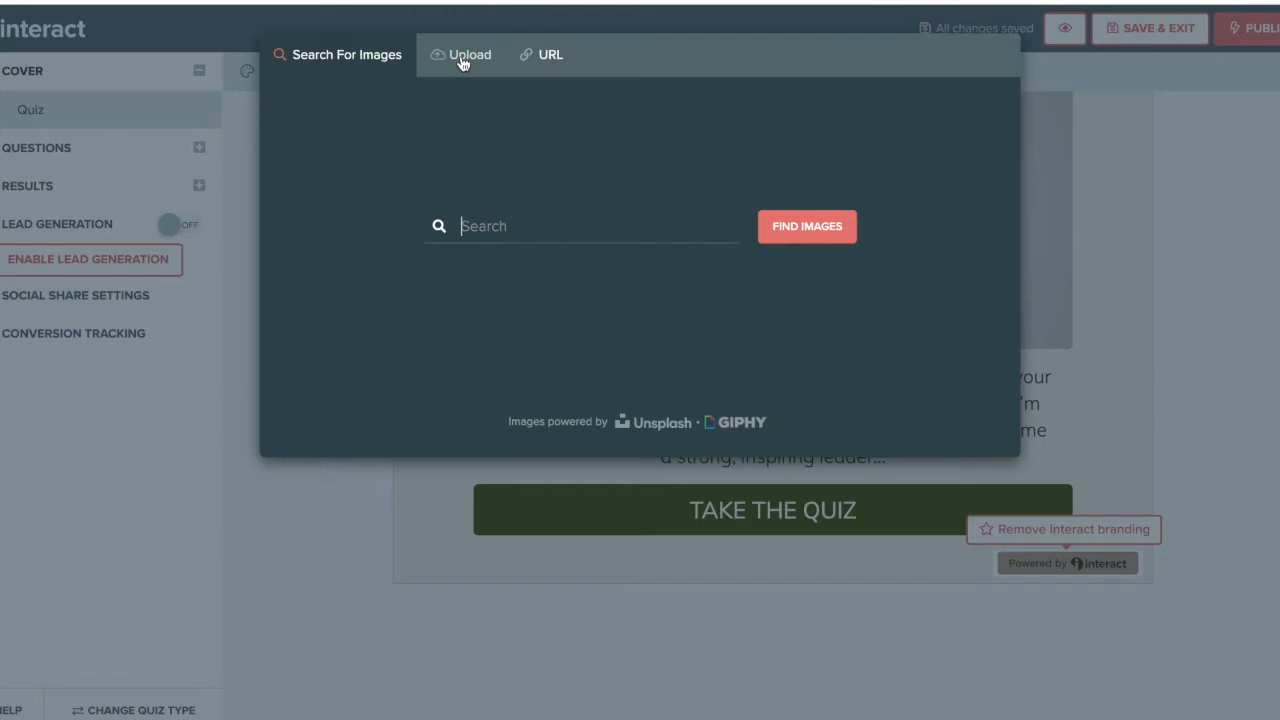 interact
All changes saved
SAVE & EXIT
PUBLI
Search For Images
Upload
URL
COVER
Quiz
QUESTIONS
RESULTS
LEAD GENERATION
OFF
ENABLE LEAD GENERATION
SOCIAL SHARE SETTINGS
CONVERSION TRACKING
Search
FIND IMAGES
Images powered by Unsplash · GIPHY
your
'm
me
a strong, inspiring leader...
TAKE THE QUIZ
Remove Interact branding
Powered by interact
HELP
CHANGE QUIZ TYPE